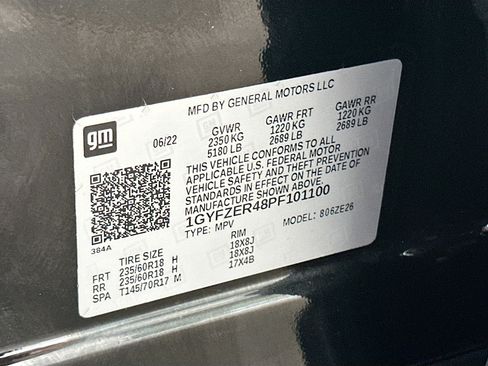 MFD BY GENERAL MOTORS LLC
gm
06/22
GVWR GAWR FRT GAWR RR
2350 KG 1220 KG 1220 KG
5180 LB 2689 LB 2689 LB
THIS VEHICLE CONFORMS TO ALL
APPLICABLE U.S. FEDERAL MOTOR
VEHICLE SAFETY AND THEFT PREVENTION
STANDARDS IN EFFECT ON THE DATE OF
MANUFACTURE SHOWN ABOVE.
1GYFZER48PF101100
TYPE: MPV MODEL: 806ZE26
384A
TIRE SIZE RIM
FRT 235/60R18 H 18X8J
RR 235/60R18 H 18X8J
SPA T145/70R17 M 17X4B